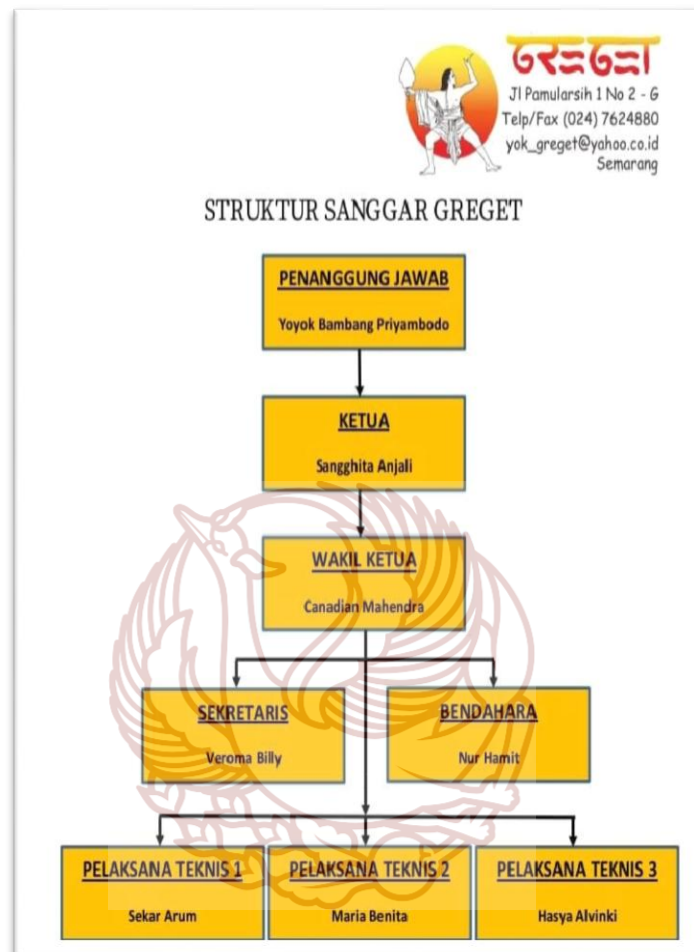 GREGET
Jl Pamularsih 1 No 2 - G
Telp/Fax (024) 7624880
yok_greget@yahoo.co.id
Semarang
STRUKTUR SANGGAR GREGET
PENANGGUNG JAWAB
Yoyok Bambang Priyambodo
KETUA
Sangghita Anjali
WAKIL KETUA
Canadian Mahendra
SEKRETARIS
Veroma Billy
BENDAHARA
Nur Hamit
PELAKSANA TEKNIS 1
Sekar Arum
PELAKSANA TEKNIS 2
Maria Benita
PELAKSANA TEKNIS 3
Hasya Alvinki